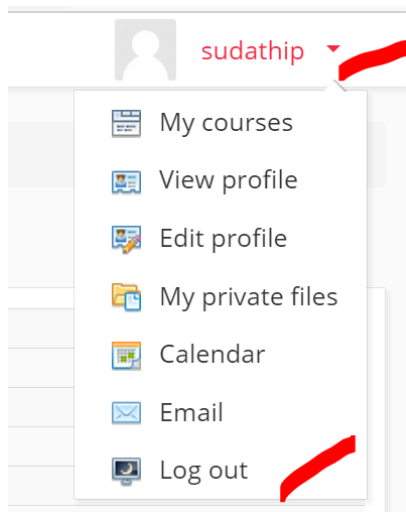 sudathip
My courses
View profile
Edit profile
My private files
Calendar
Email
Log out